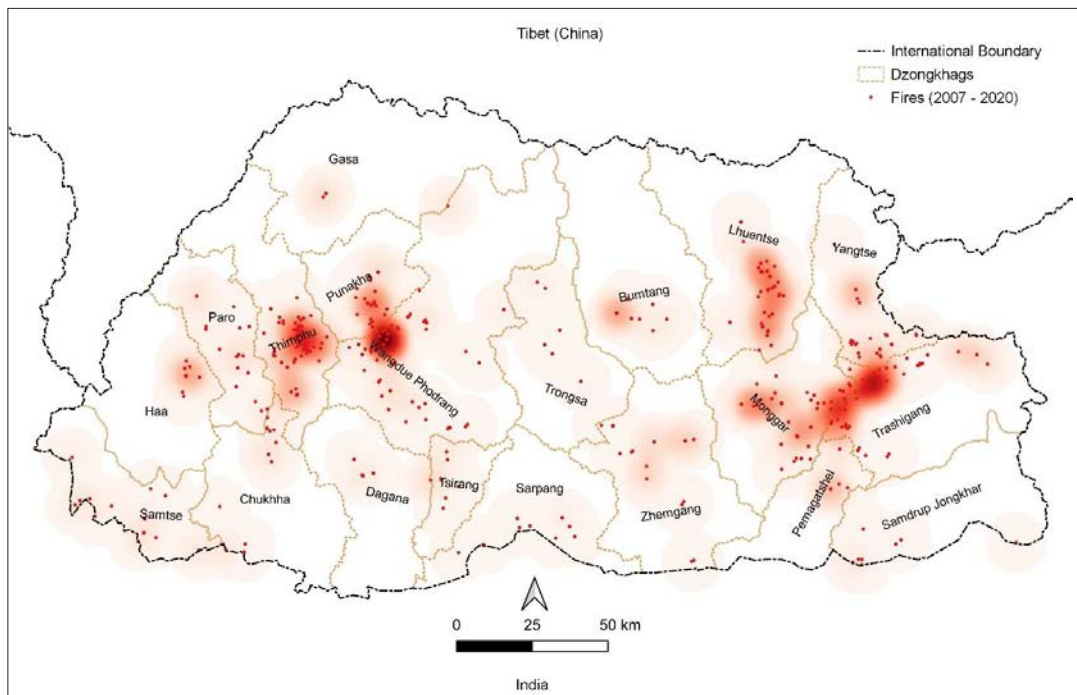 Tibet (China)
International Boundary
Dzongkhags
Fires (2007 - 2020)
Gasa
Lhuentse
Yangtse
Punakha
Bumtang
Paro
Thimphu
Wangdue Phodrang
Trongsa
Haa
Monggar
Trashigang
Chukhha
Dagana
Tsirang
Sarpang
Zhemgang
Pemagatshel
Samdrup Jongkhar
Samtse
0 25 50 km
India